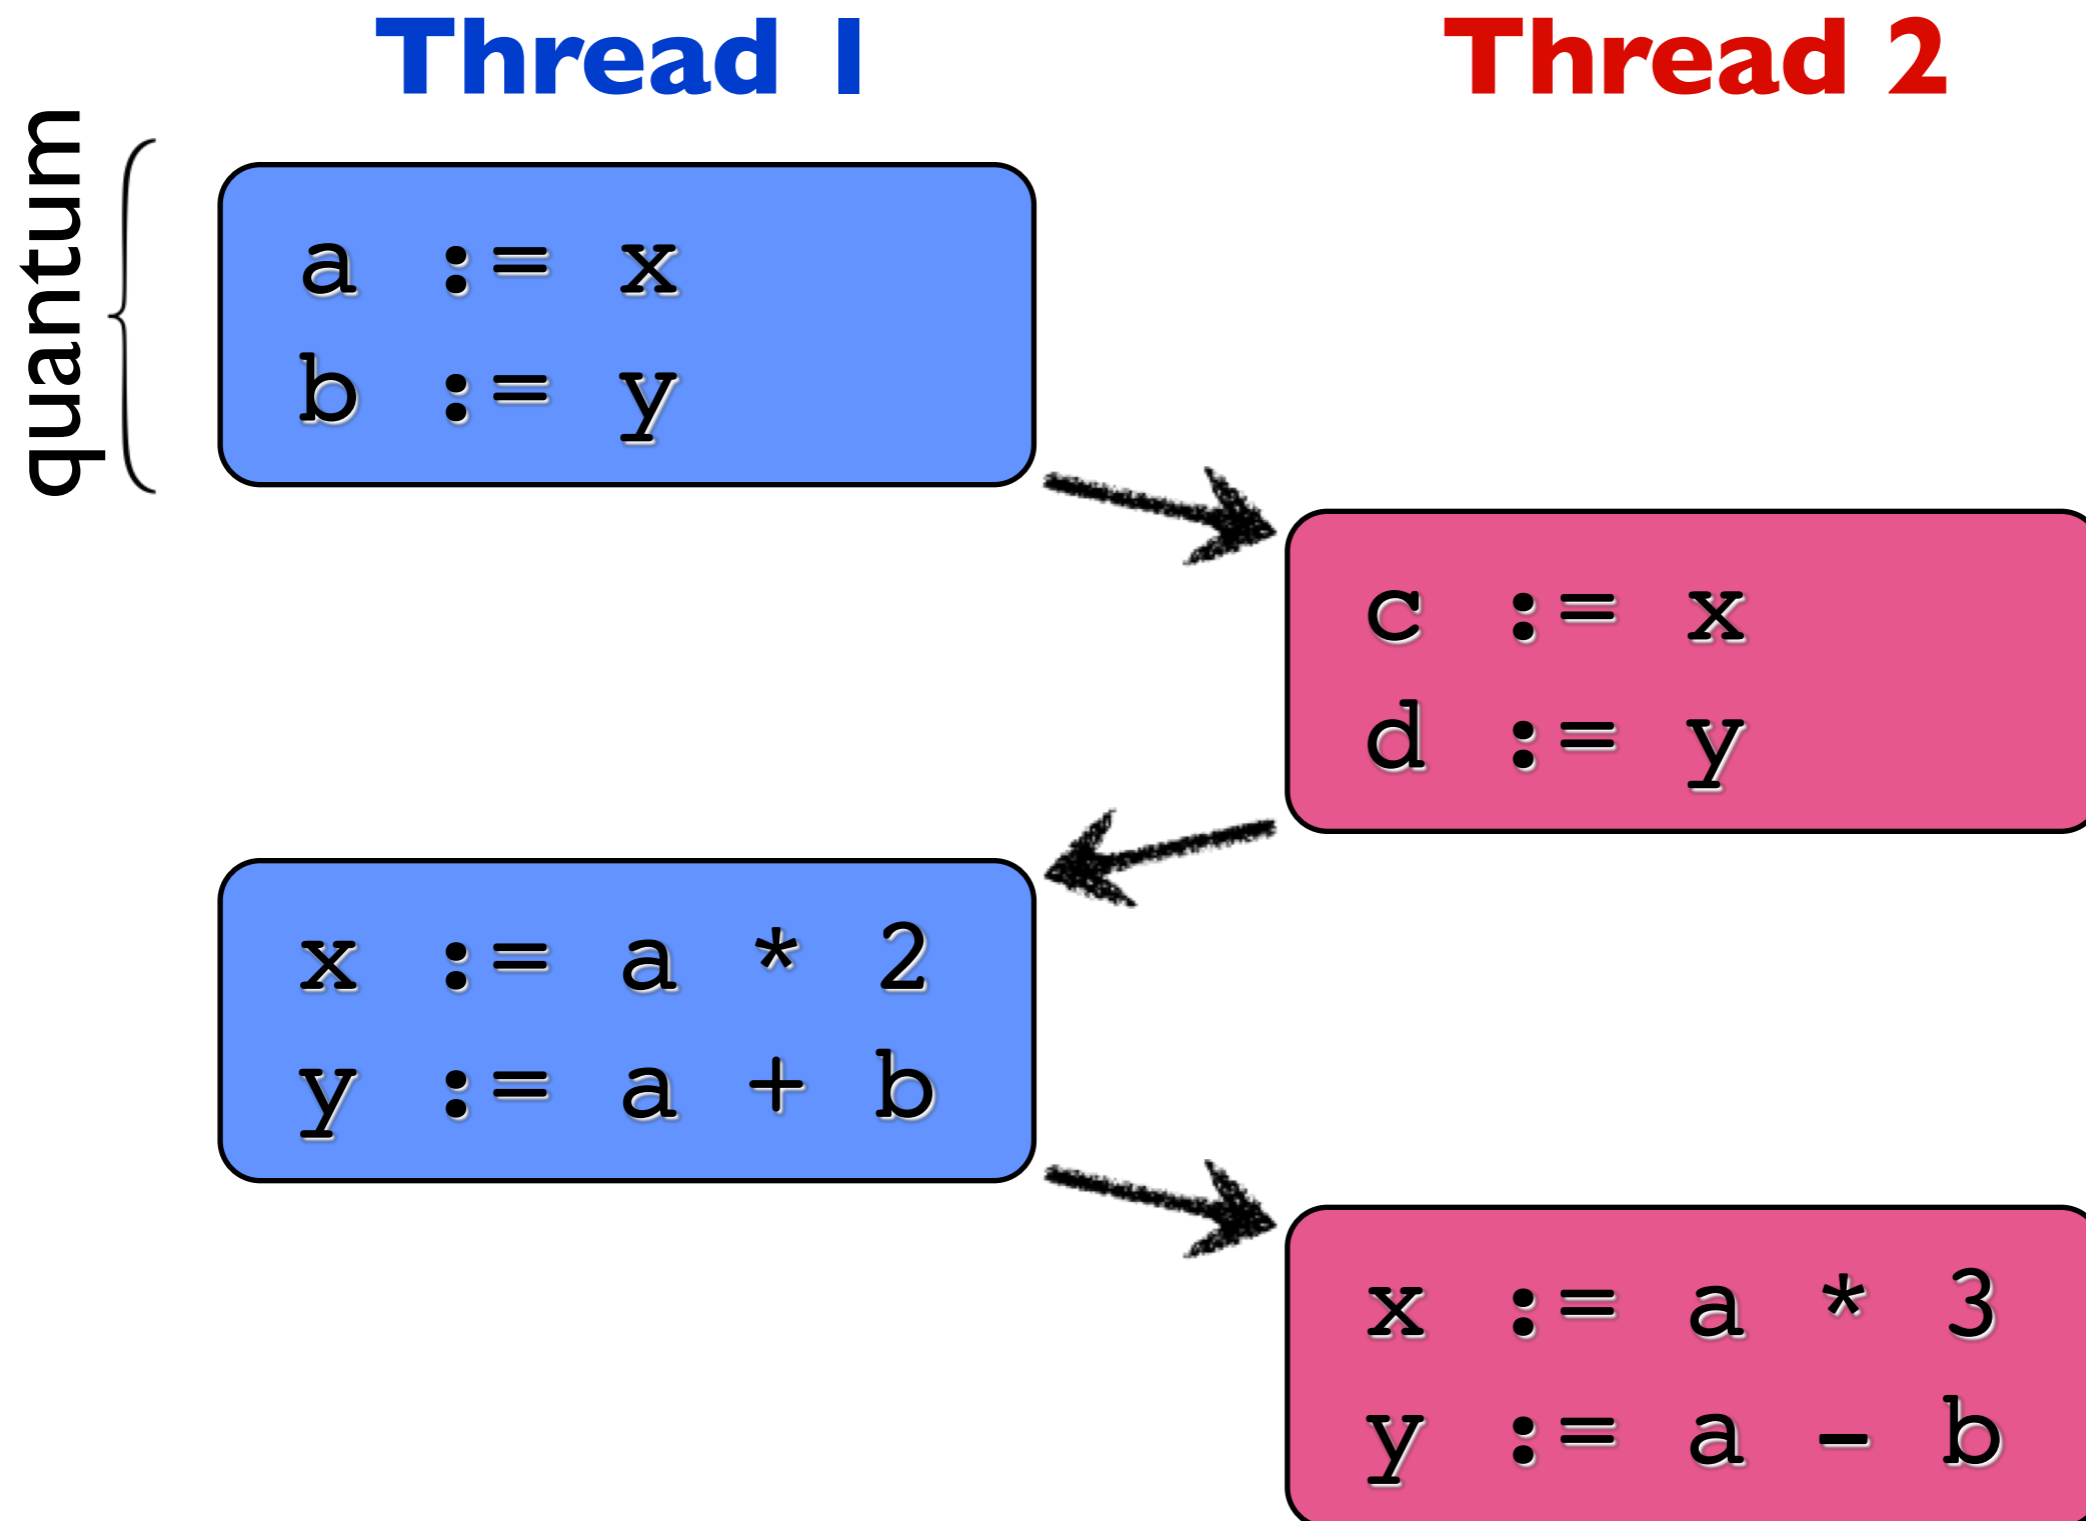 Thread 1
Thread 2
quantum
a := x
b := y
c := x
d := y
x := a * 2
y := a + b
x := a * 3
y := a - b